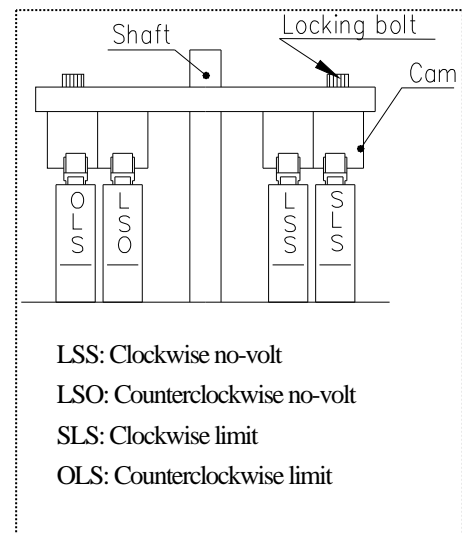 Shaft
Locking bolt
Cam
OLS
LSO
LSS
SLS
LSS: Clockwise no-volt
LSO: Counterclockwise no-volt
SLS: Clockwise limit
OLS: Counterclockwise limit